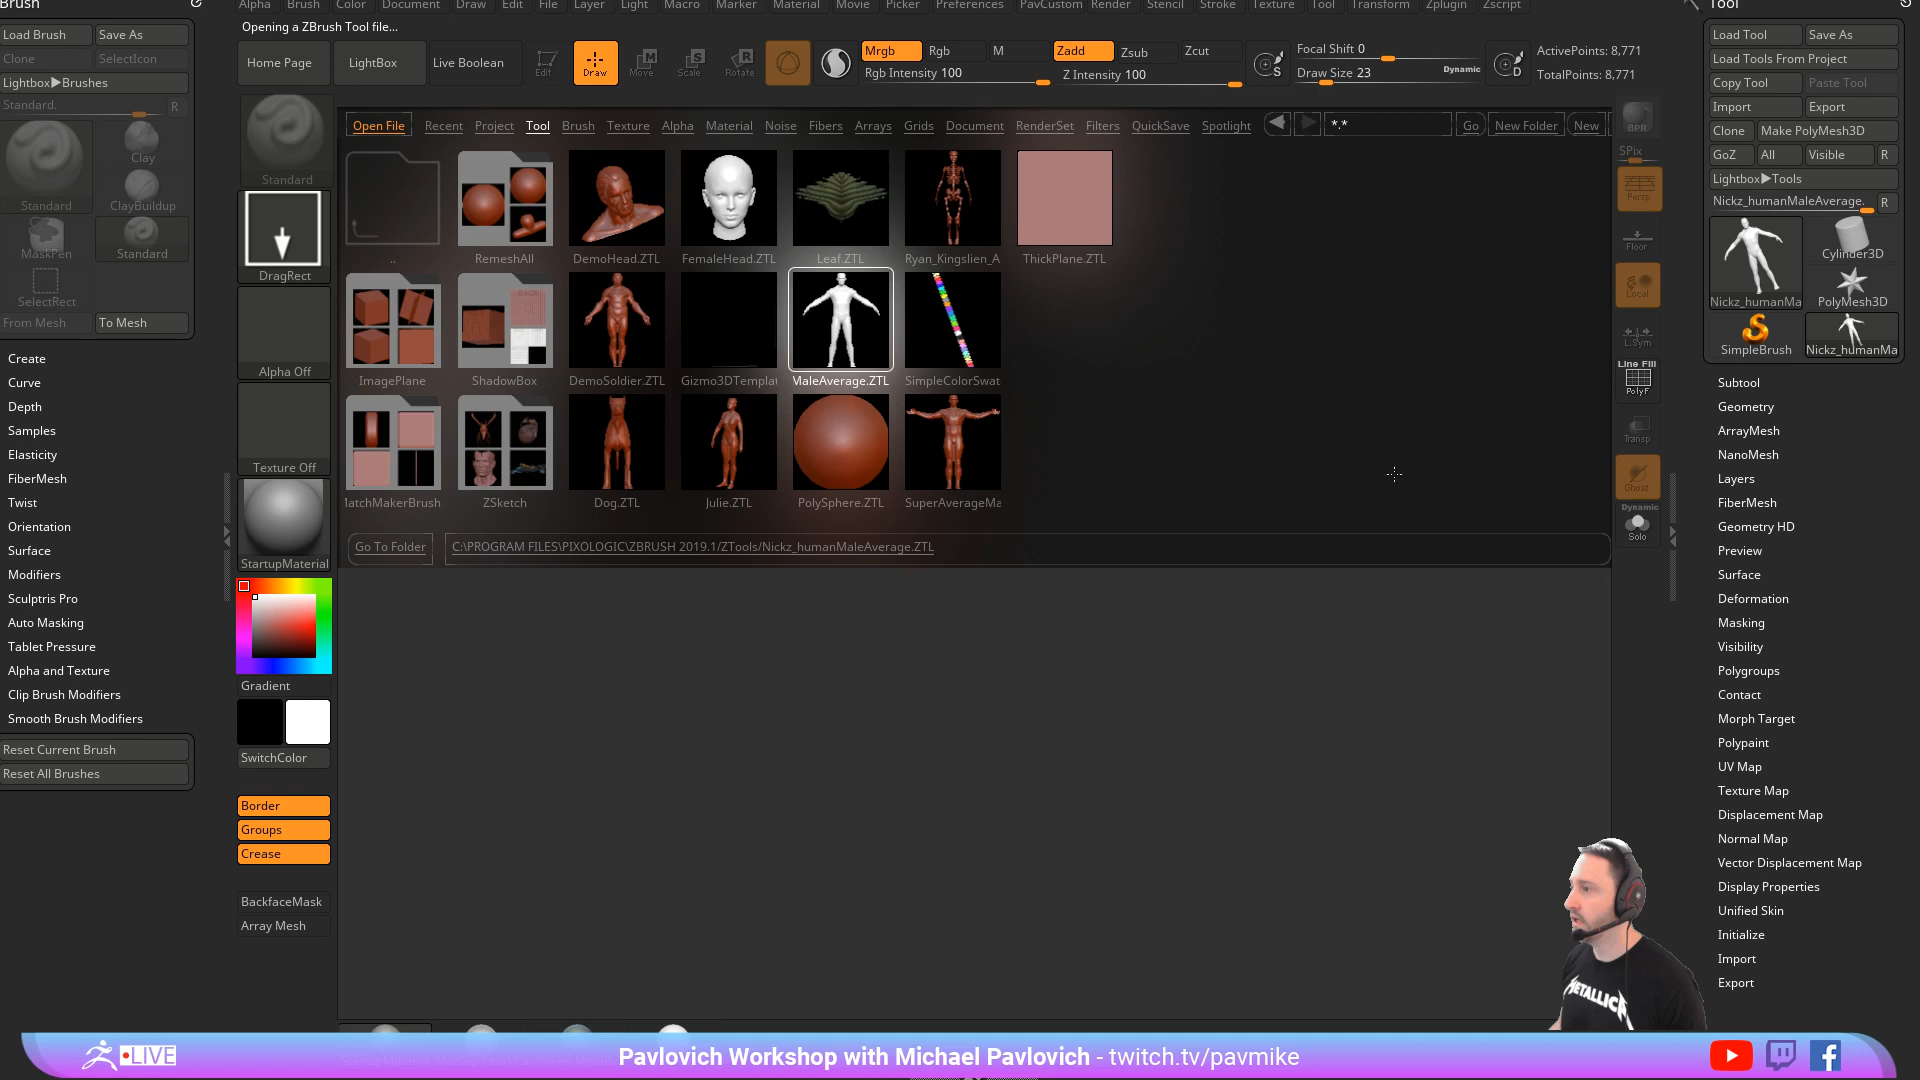 Brush
Alpha Brush Color Document Draw Edit File Layer Light Macro Marker Material Movie Picker Preferences PavCustom Render Stencil Stroke Texture Tool Transform Zplugin Zscript
Tool
Opening a ZBrush Tool file...
Load Brush Save As
Clone SelectIcon
Lightbox▶Brushes
Standard. R
Clay
Standard ClayBuildup
MaskPen Standard
SelectRect
From Mesh To Mesh
Create
Curve
Depth
Samples
Elasticity
FiberMesh
Twist
Orientation
Surface
Modifiers
Sculptris Pro
Auto Masking
Tablet Pressure
Alpha and Texture
Clip Brush Modifiers
Smooth Brush Modifiers
Reset Current Brush
Reset All Brushes
Home Page LightBox Live Boolean Edit Draw Move Scale Rotate
Mrgb Rgb M Zadd Zsub Zcut
Rgb Intensity 100 Z Intensity 100
S Focal Shift 0
Draw Size 23 Dynamic D
ActivePoints: 8,771
TotalPoints: 8,771
Standard
DragRect
Alpha Off
Texture Off
StartupMaterial
Gradient
SwitchColor
Border
Groups
Crease
BackfaceMask
Array Mesh
Open File Recent Project Tool Brush Texture Alpha Material Noise Fibers Arrays Grids Document RenderSet Filters QuickSave Spotlight *.* Go New Folder New
.. RemeshAll DemoHead.ZTL FemaleHead.ZTL Leaf.ZTL Ryan_Kingslien_A ThickPlane.ZTL
ImagePlane ShadowBox DemoSoldier.ZTL Gizmo3DTemplat MaleAverage.ZTL SimpleColorSwat
MatchMakerBrush ZSketch Dog.ZTL Julie.ZTL PolySphere.ZTL SuperAverageMa
Go To Folder C:\PROGRAM FILES\PIXOLOGIC\ZBRUSH 2019.1/ZTools/Nickz_humanMaleAverage.ZTL
BPR
SPix
Persp
Floor
Local
L.Sym
Line Fill
PolyF
Transp
Ghost
Dynamic
Solo
Load Tool Save As
Load Tools From Project
Copy Tool Paste Tool
Import Export
Clone Make PolyMesh3D
GoZ All Visible R
Lightbox▶Tools
Nickz_humanMaleAverage. R
Cylinder3D
Nickz_humanMa PolyMesh3D
SimpleBrush Nickz_humanMa
Subtool
Geometry
ArrayMesh
NanoMesh
Layers
FiberMesh
Geometry HD
Preview
Surface
Deformation
Masking
Visibility
Polygroups
Contact
Morph Target
Polypaint
UV Map
Texture Map
Displacement Map
Normal Map
Vector Displacement Map
Display Properties
Unified Skin
Initialize
Import
Export
METALLICA
LIVE
Pavlovich Workshop with Michael Pavlovich - twitch.tv/pavmike